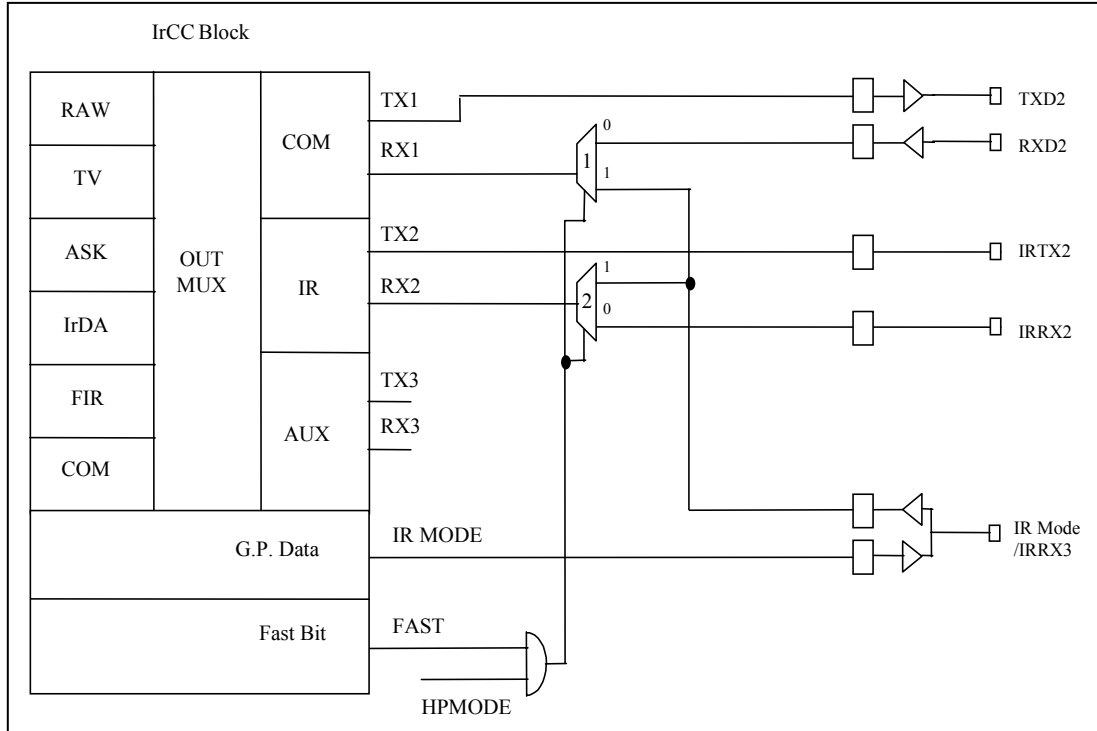 IrCC Block
RAW
TV
ASK
IrDA
FIR
COM
OUT
MUX
COM
IR
AUX
G.P. Data
Fast Bit
TX1
RX1
TX2
RX2
TX3
RX3
IR MODE
FAST
HPMODE
0
1
1
1
2
0
TXD2
RXD2
IRTX2
IRRX2
IR Mode
/IRRX3